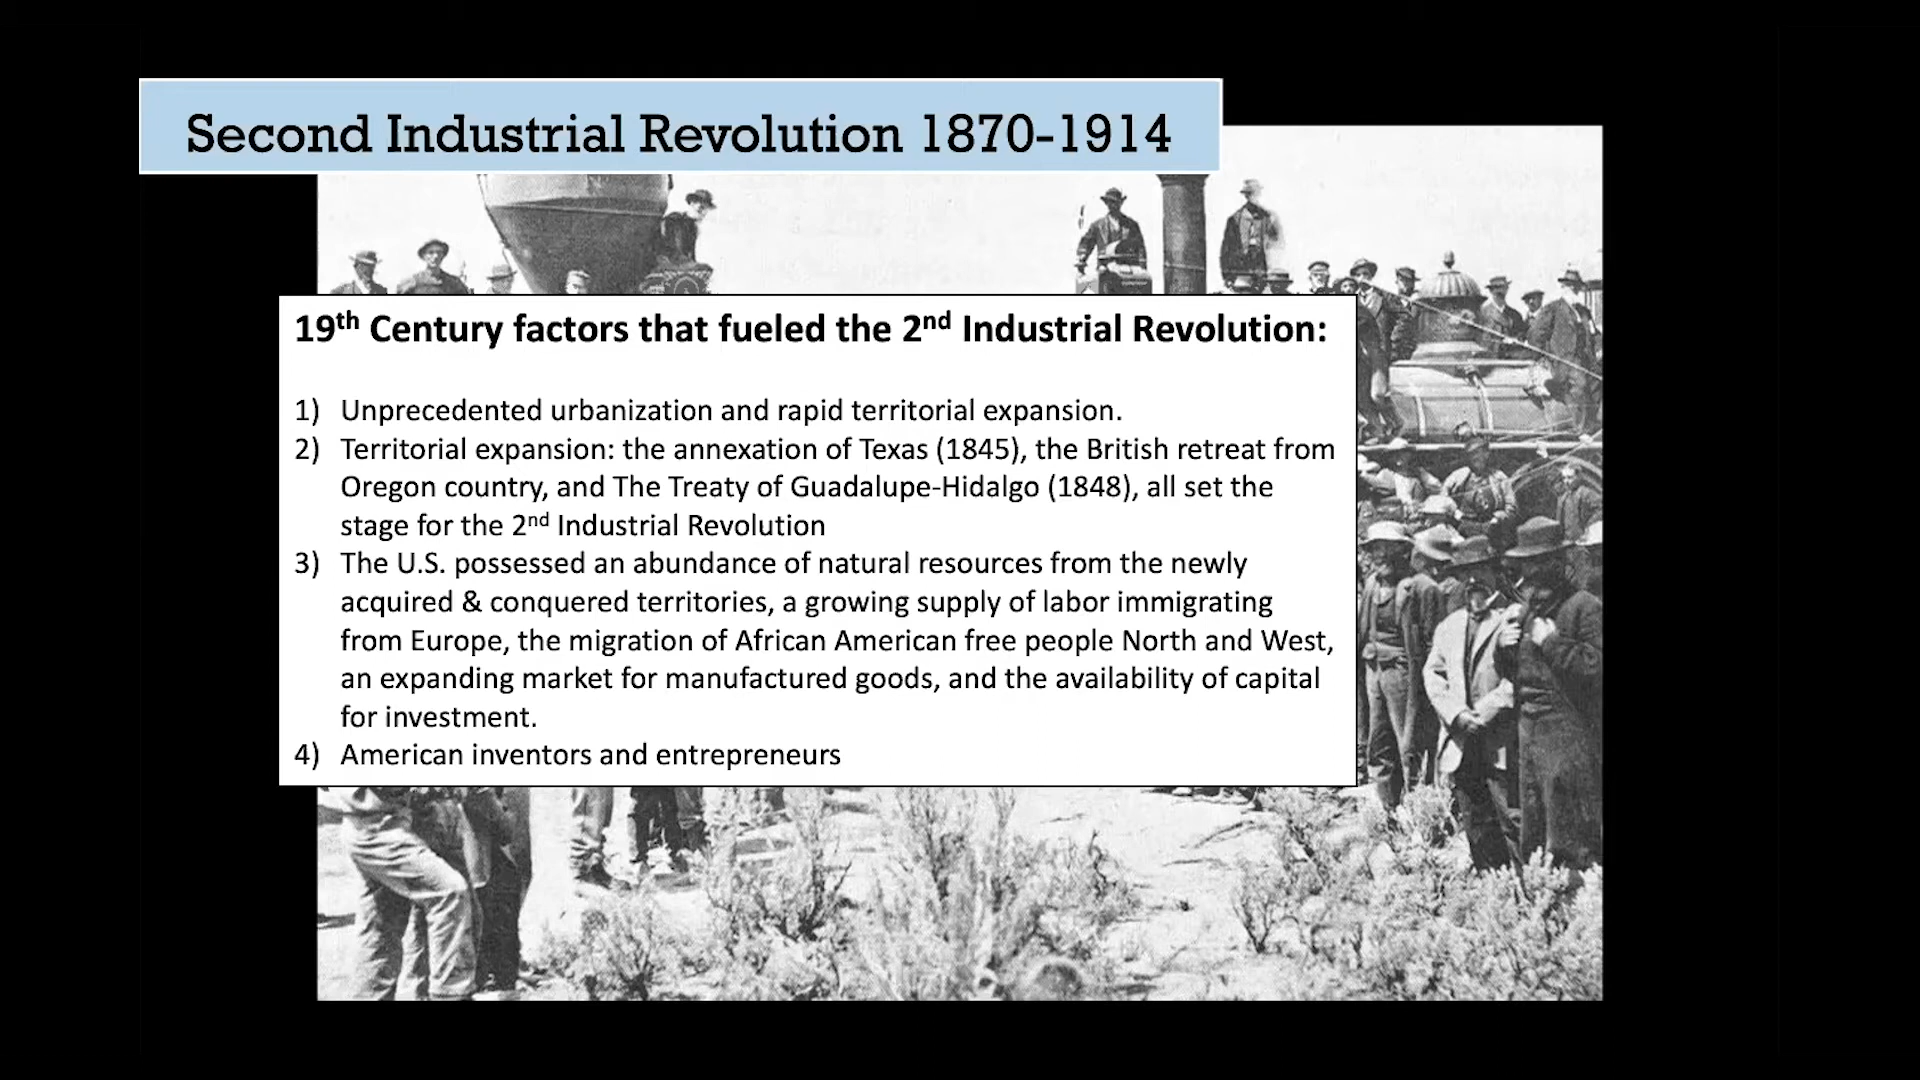 Second Industrial Revolution 1870-1914
19th Century factors that fueled the 2nd Industrial Revolution:
1) Unprecedented urbanization and rapid territorial expansion.
2) Territorial expansion: the annexation of Texas (1845), the British retreat from
Oregon country, and The Treaty of Guadalupe-Hidalgo (1848), all set the
stage for the 2nd Industrial Revolution
3) The U.S. possessed an abundance of natural resources from the newly
acquired & conquered territories, a growing supply of labor immigrating
from Europe, the migration of African American free people North and West,
an expanding market for manufactured goods, and the availability of capital
for investment.
4) American inventors and entrepreneurs